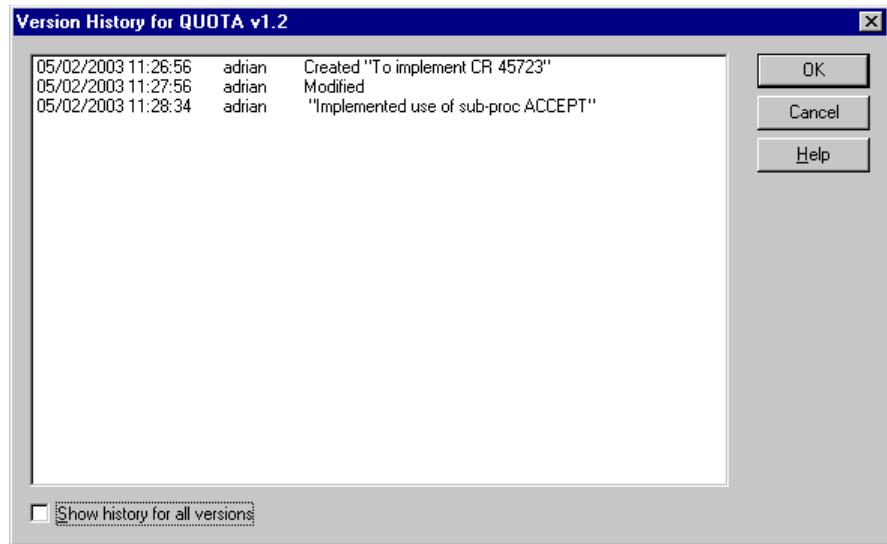 Version History for QUOTA v1.2
05/02/2003 11:26:56 adrian Created "To implement CR 45723"
05/02/2003 11:27:56 adrian Modified
05/02/2003 11:28:34 adrian "Implemented use of sub-proc ACCEPT"
OK
Cancel
Help
Show history for all versions